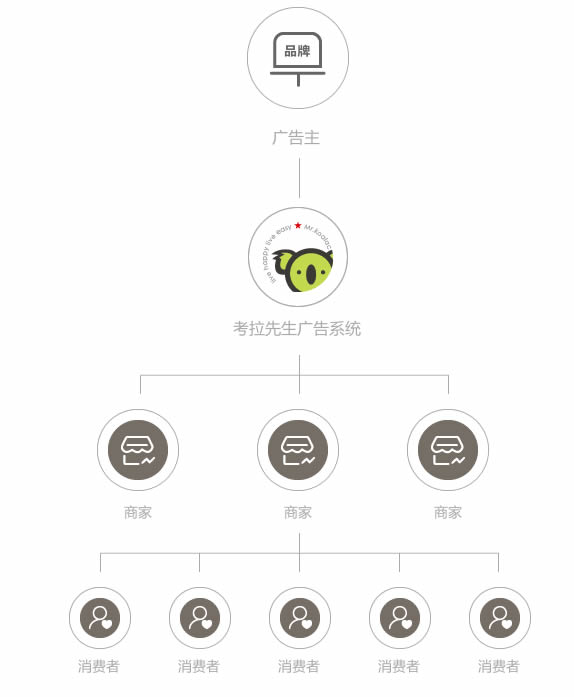 品牌
广告主
live happy live easy ★ Mr.Koalac
考拉先生广告系统
商家 商家 商家
消费者 消费者 消费者 消费者 消费者